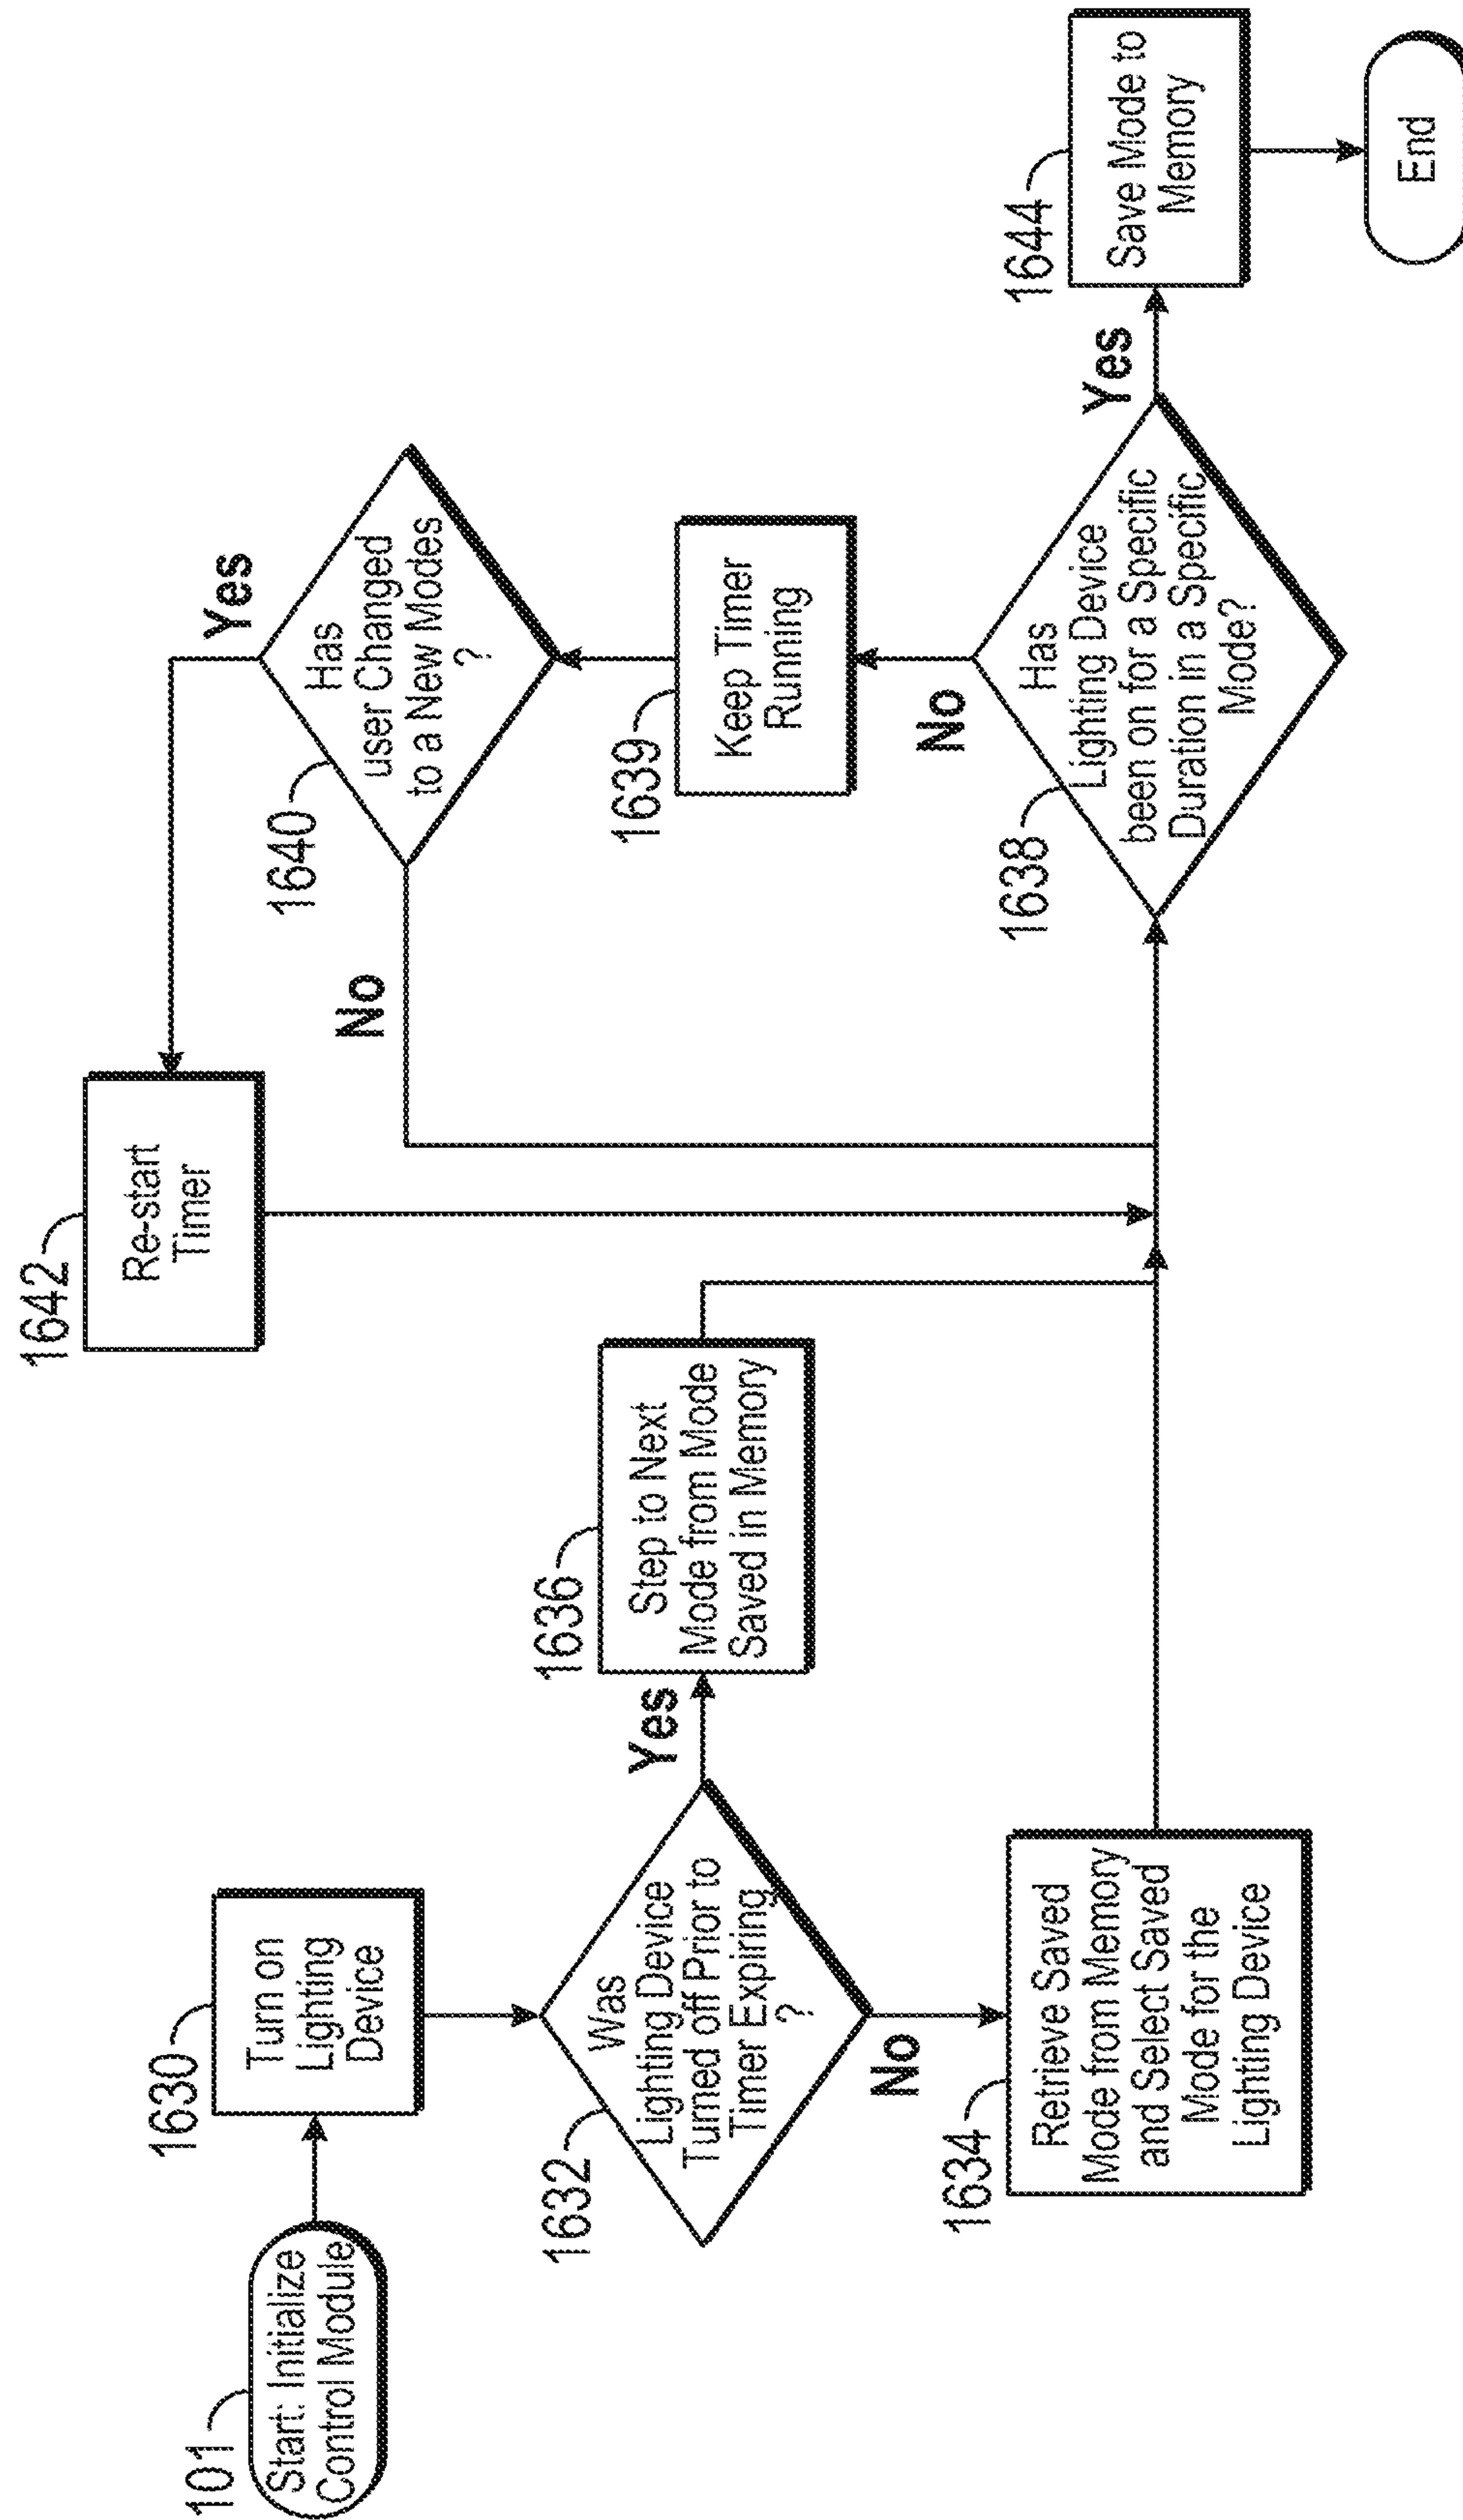 101
Start: Initialize
Control Module
1630
Turn on
Lighting
Device
1632
Was
Lighting Device
Turned off Prior to
Timer Expiring
?
Yes
No
1634
Retrieve Saved
Mode from Memory
and Select Saved
Mode for the
Lighting Device
1636
Step to Next
Mode from Mode
Saved in Memory
1642
Re-start
Timer
1638
Has
Lighting Device
been on for a Specific
Duration in a Specific
Mode?
No
Yes
1639
Keep Timer
Running
1640
Has
user Changed
to a New Modes
?
No
Yes
1644
Save Mode to
Memory
End